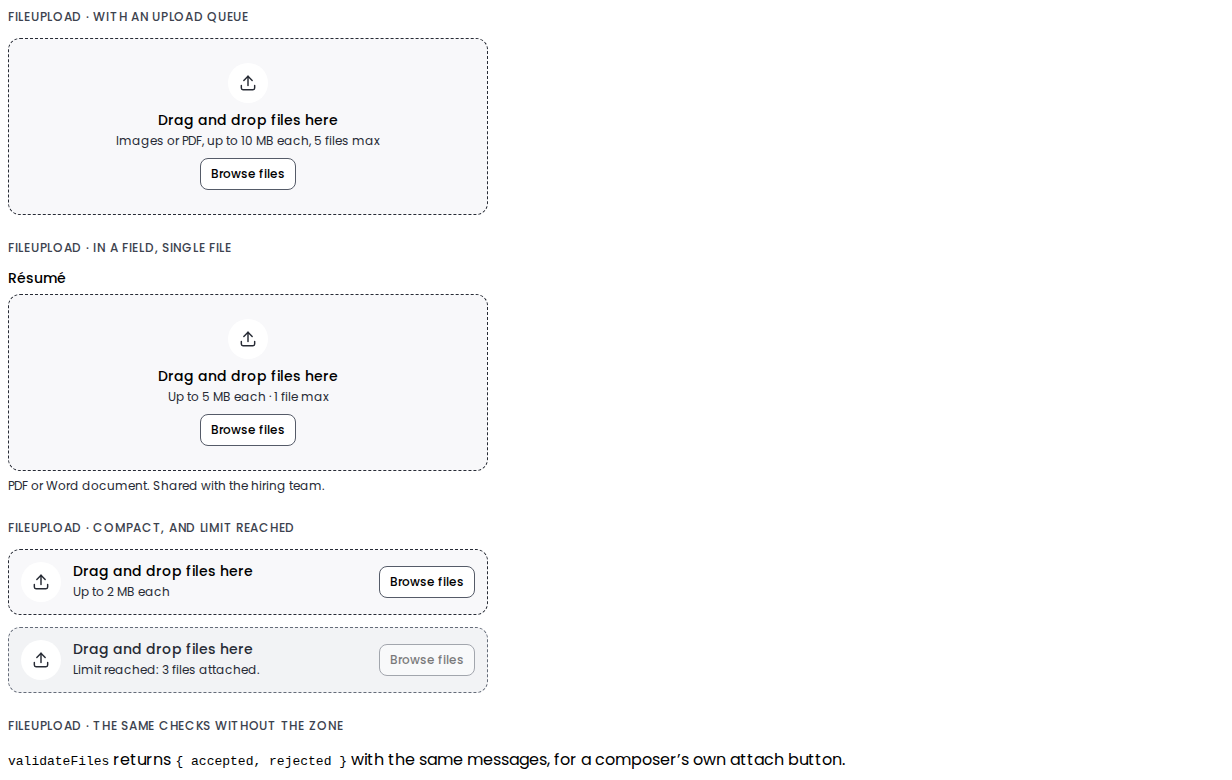 FILEUPLOAD · WITH AN UPLOAD QUEUE
Drag and drop files here
Images or PDF, up to 10 MB each, 5 files max
Browse files
FILEUPLOAD · IN A FIELD, SINGLE FILE
Résumé
Drag and drop files here
Up to 5 MB each · 1 file max
Browse files
PDF or Word document. Shared with the hiring team.
FILEUPLOAD · COMPACT, AND LIMIT REACHED
Drag and drop files here
Up to 2 MB each
Browse files
Drag and drop files here
Limit reached: 3 files attached.
Browse files
FILEUPLOAD · THE SAME CHECKS WITHOUT THE ZONE
validateFiles returns { accepted, rejected } with the same messages, for a composer’s own attach button.